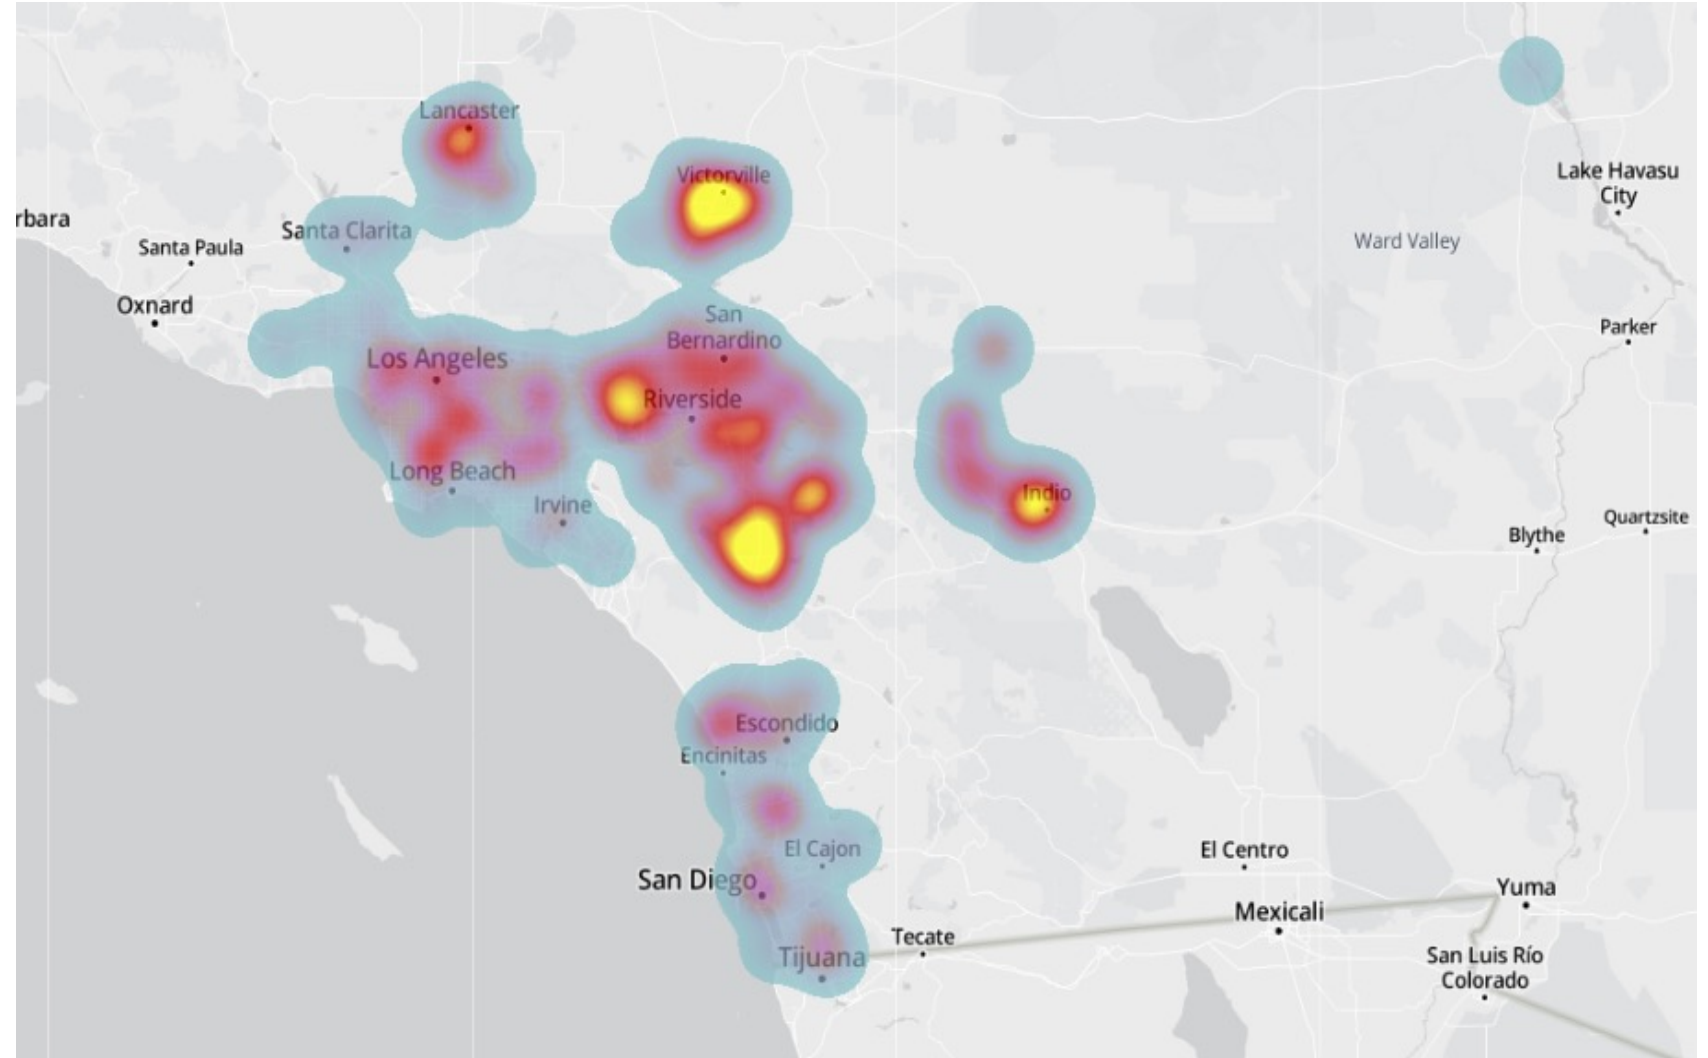 Lancaster
Lake Havasu
City
Victorville
rbara
Santa Clarita
Santa Paula
Ward Valley
Oxnard
San
Bernardino
Parker
Los Angeles
Riverside
Long Beach
Indio
Irvine
Quartzsite
Blythe
Escondido
Encinitas
El Cajon
El Centro
San Diego
Yuma
Mexicali
Tecate
Tijuana
San Luis Río
Colorado